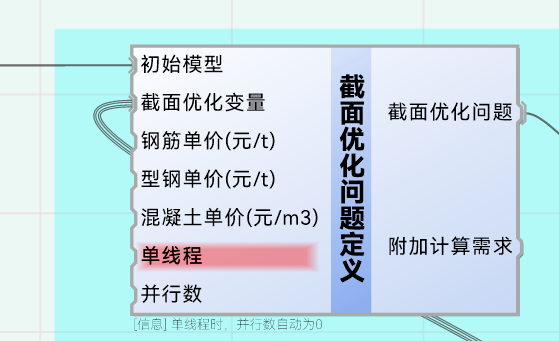 初始模型
截面优化变量
钢筋单价(元/t)
型钢单价(元/t)
混凝土单价(元/m3)
单线程
并行数
截面优化问题定义
截面优化问题
附加计算需求
[信息] 单线程时，并行数自动为0